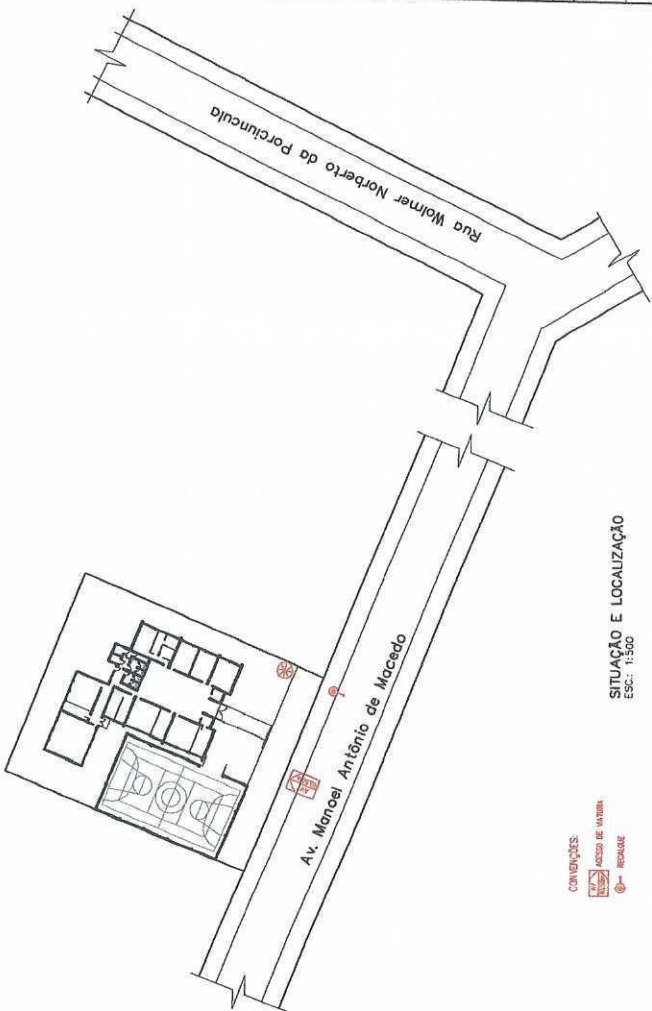 Rua Wolmer Norberto da Porciuncula
Av. Manoel Antônio de Macedo
SITUAÇÃO E LOCALIZAÇÃO
ESC.: 1:500
CONVENÇÕES:
ACESSO DE VIATURA
RECALQUE